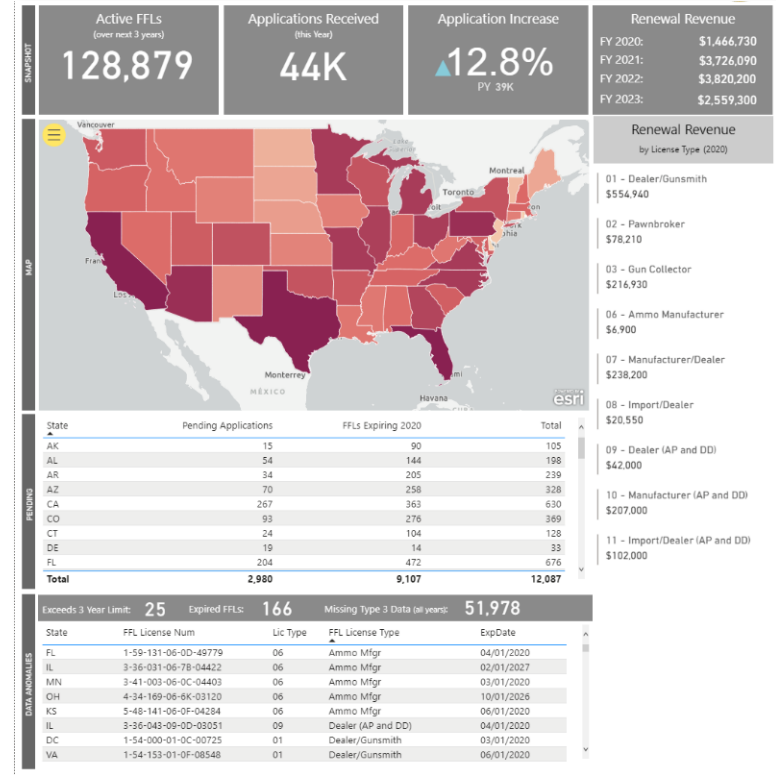 SNAPSHOT
Active FFLs
(over next 3 years)
128,879
Applications Received
(this Year)
44K
Application Increase
12.8%
PY 39K
Renewal Revenue
FY 2020: $1,466,730
FY 2021: $3,726,090
FY 2022: $3,820,200
FY 2023: $2,559,300
MAP
Vancouver
Montreal
Toronto
Monterrey
MÉXICO
Havana
esri
Renewal Revenue
by License Type (2020)
01 - Dealer/Gunsmith
$554,940
02 - Pawnbroker
$78,210
03 - Gun Collector
$216,930
06 - Ammo Manufacturer
$6,900
07 - Manufacturer/Dealer
$238,200
08 - Import/Dealer
$20,550
09 - Dealer (AP and DD)
$42,000
10 - Manufacturer (AP and DD)
$207,000
11 - Import/Dealer (AP and DD)
$102,000
PENDING
State Pending Applications FFLs Expiring 2020 Total
AK 15 90 105
AL 54 144 198
AR 34 205 239
AZ 70 258 328
CA 267 363 630
CO 93 276 369
CT 24 104 128
DE 19 14 33
FL 204 472 676
Total 2,980 9,107 12,087
DATA ANOMALIES
Exceeds 3 Year Limit: 25 Expired FFLs: 166 Missing Type 3 Data (all years): 51,978
State FFL License Num Lic Type FFL License Type ExpDate
FL 1-59-131-06-0D-49779 06 Ammo Mfgr 04/01/2020
IL 3-36-031-06-7B-04422 06 Ammo Mfgr 02/01/2027
MN 3-41-003-06-0C-04403 06 Ammo Mfgr 03/01/2020
OH 4-34-169-06-6K-03120 06 Ammo Mfgr 10/01/2026
KS 5-48-141-06-0F-04284 06 Ammo Mfgr 06/01/2020
IL 3-36-043-09-0D-03051 09 Dealer (AP and DD) 04/01/2020
DC 1-54-000-01-0C-00725 01 Dealer/Gunsmith 03/01/2020
VA 1-54-153-01-0F-08548 01 Dealer/Gunsmith 06/01/2020